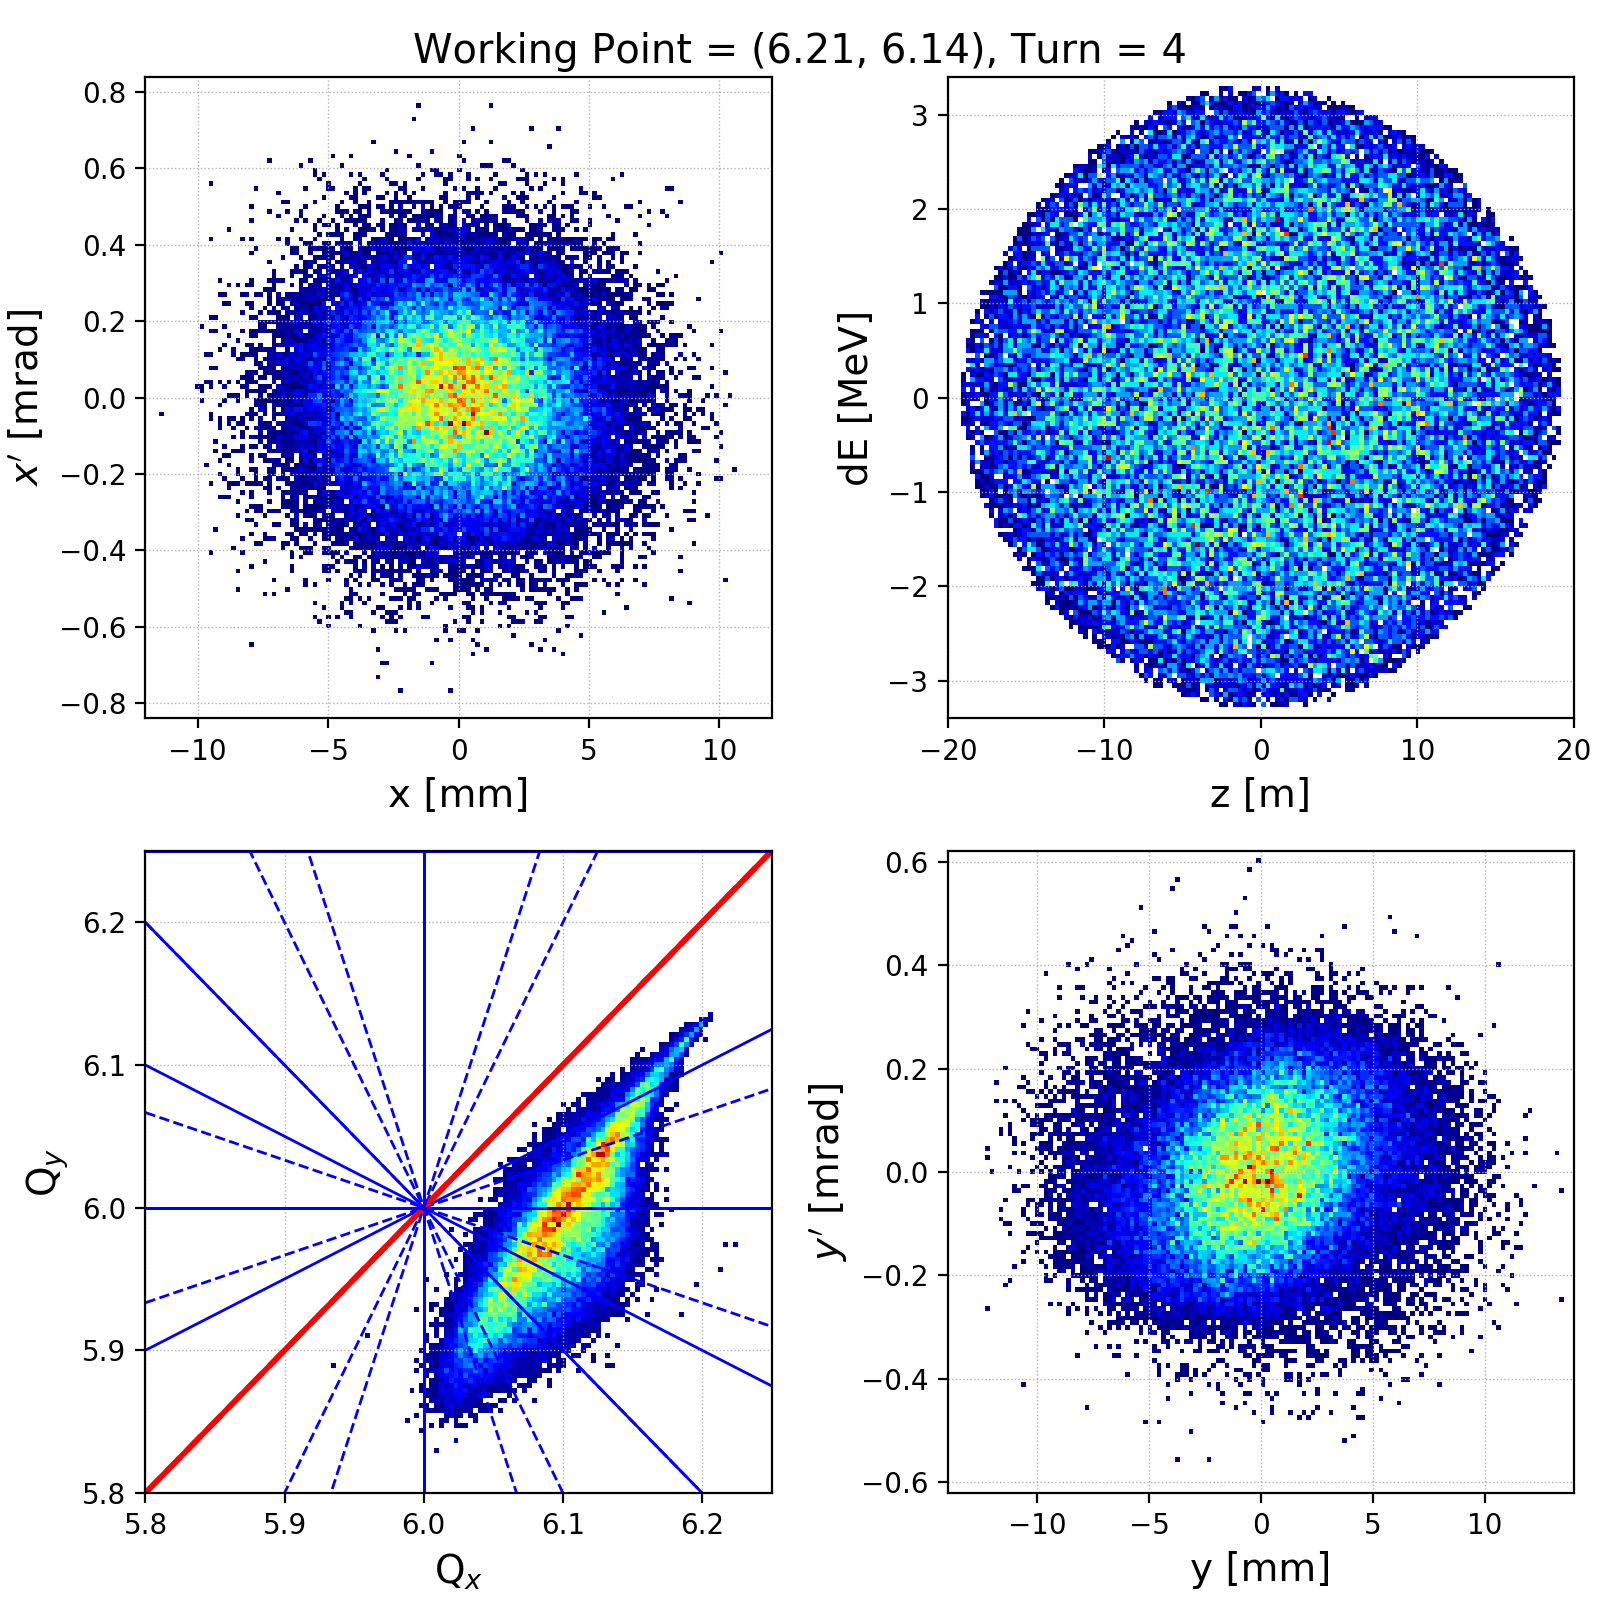 Working Point = (6.21, 6.14), Turn = 4
0.8
0.6
0.4
0.2
0.0
−0.2
−0.4
−0.6
−0.8
x′ [mrad]
−10 −5 0 5 10
x [mm]
3
2
1
0
−1
−2
−3
dE [MeV]
−20 −10 0 10 20
z [m]
6.2
6.1
6.0
5.9
5.8
Qy
5.8 5.9 6.0 6.1 6.2
Qx
0.6
0.4
0.2
0.0
−0.2
−0.4
−0.6
y′ [mrad]
−10 −5 0 5 10
y [mm]